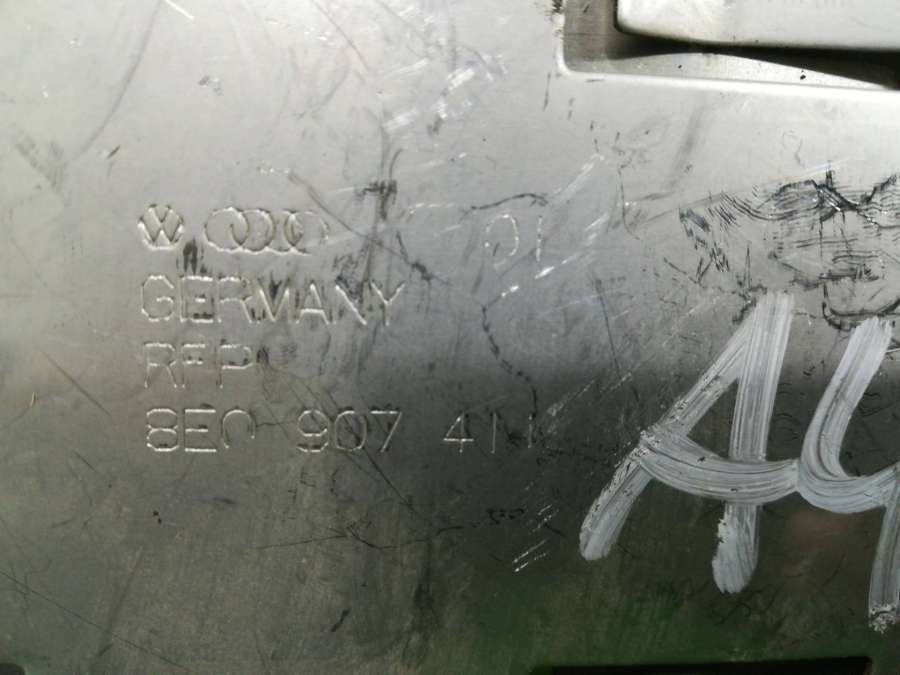 GERMANY
RFP
8E0 907 41
A4